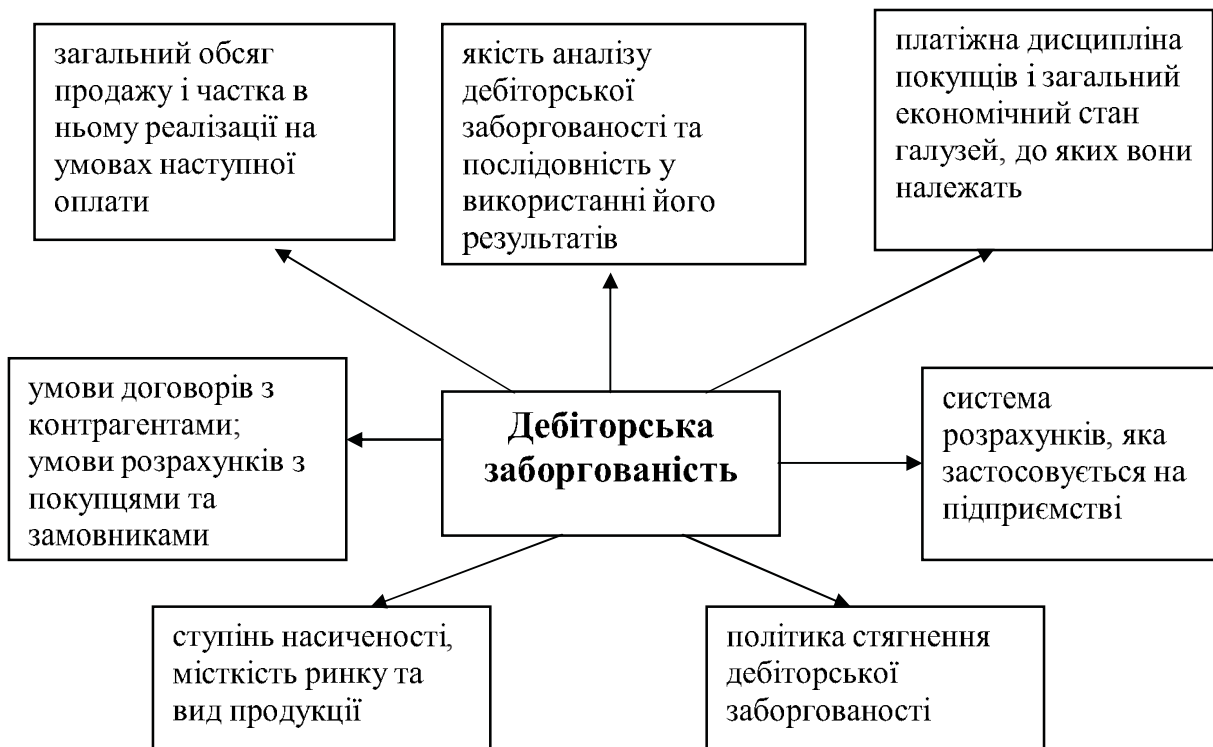 загальний обсяг
продажу і частка в
ньому реалізації на
умовах наступної
оплати
якість аналізу
дебіторської
заборгованості та
послідовність у
використанні його
результатів
платіжна дисципліна
покупців і загальний
економічний стан
галузей, до яких вони
належать
умови договорів з
контрагентами;
умови розрахунків з
покупцями та
замовниками
Дебіторська
заборгованість
система
розрахунків, яка
застосовується на
підприємстві
ступінь насиченості,
місткість ринку та
вид продукції
політика стягнення
дебіторської
заборгованості